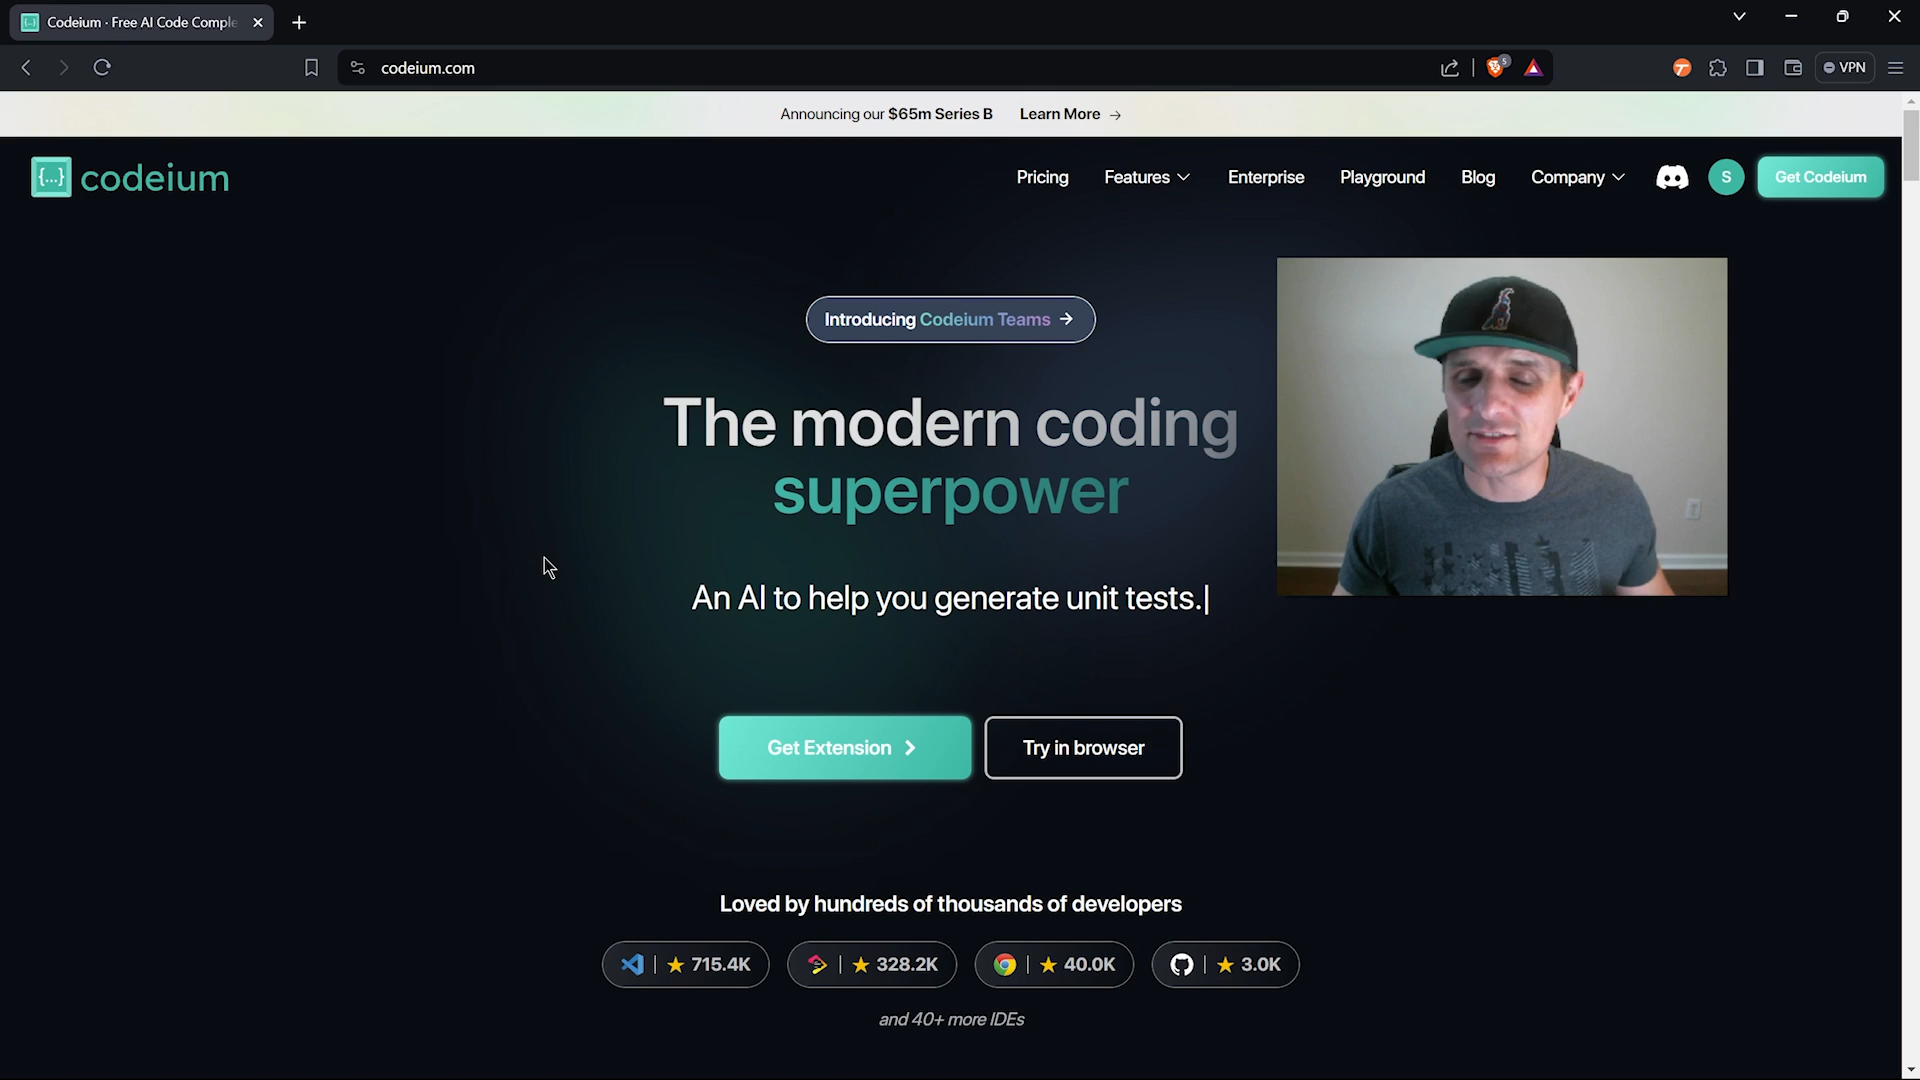 Codeium · Free AI Code Comple
codeium.com
5
VPN
Announcing our $65m Series B Learn More →
{...} codeium
Pricing
Features
Enterprise
Playground
Blog
Company
S
Get Codeium
Introducing Codeium Teams →
The modern coding
superpower
An AI to help you generate unit tests.|
Get Extension
Try in browser
Loved by hundreds of thousands of developers
715.4K
328.2K
40.0K
3.0K
and 40+ more IDEs